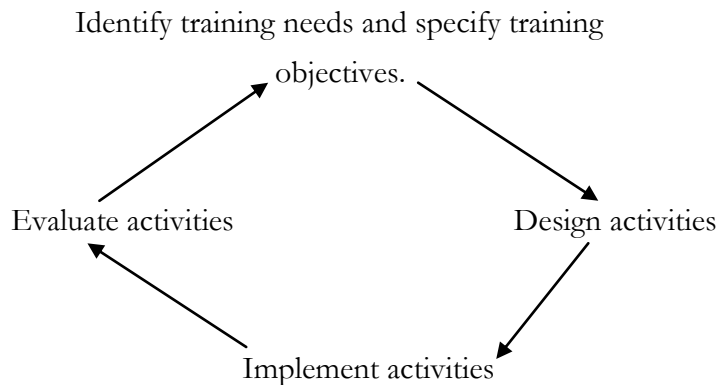 Identify training needs and specify training
objectives.
Evaluate activities
Design activities
Implement activities